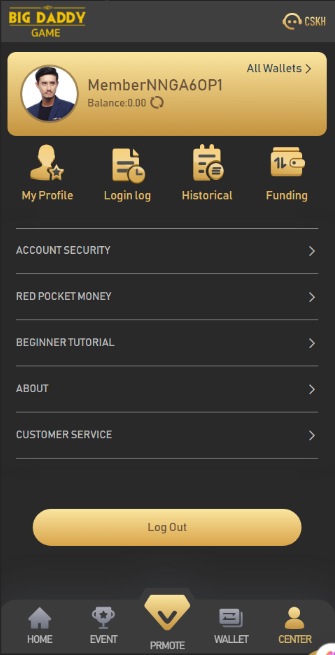 BIG DADDY
GAME
CSKH
All Wallets
MemberNNGA6OP1
Balance:0.00
My Profile
Login log
Historical
Funding
ACCOUNT SECURITY
RED POCKET MONEY
BEGINNER TUTORIAL
ABOUT
CUSTOMER SERVICE
Log Out
HOME
EVENT
PRMOTE
WALLET
CENTER